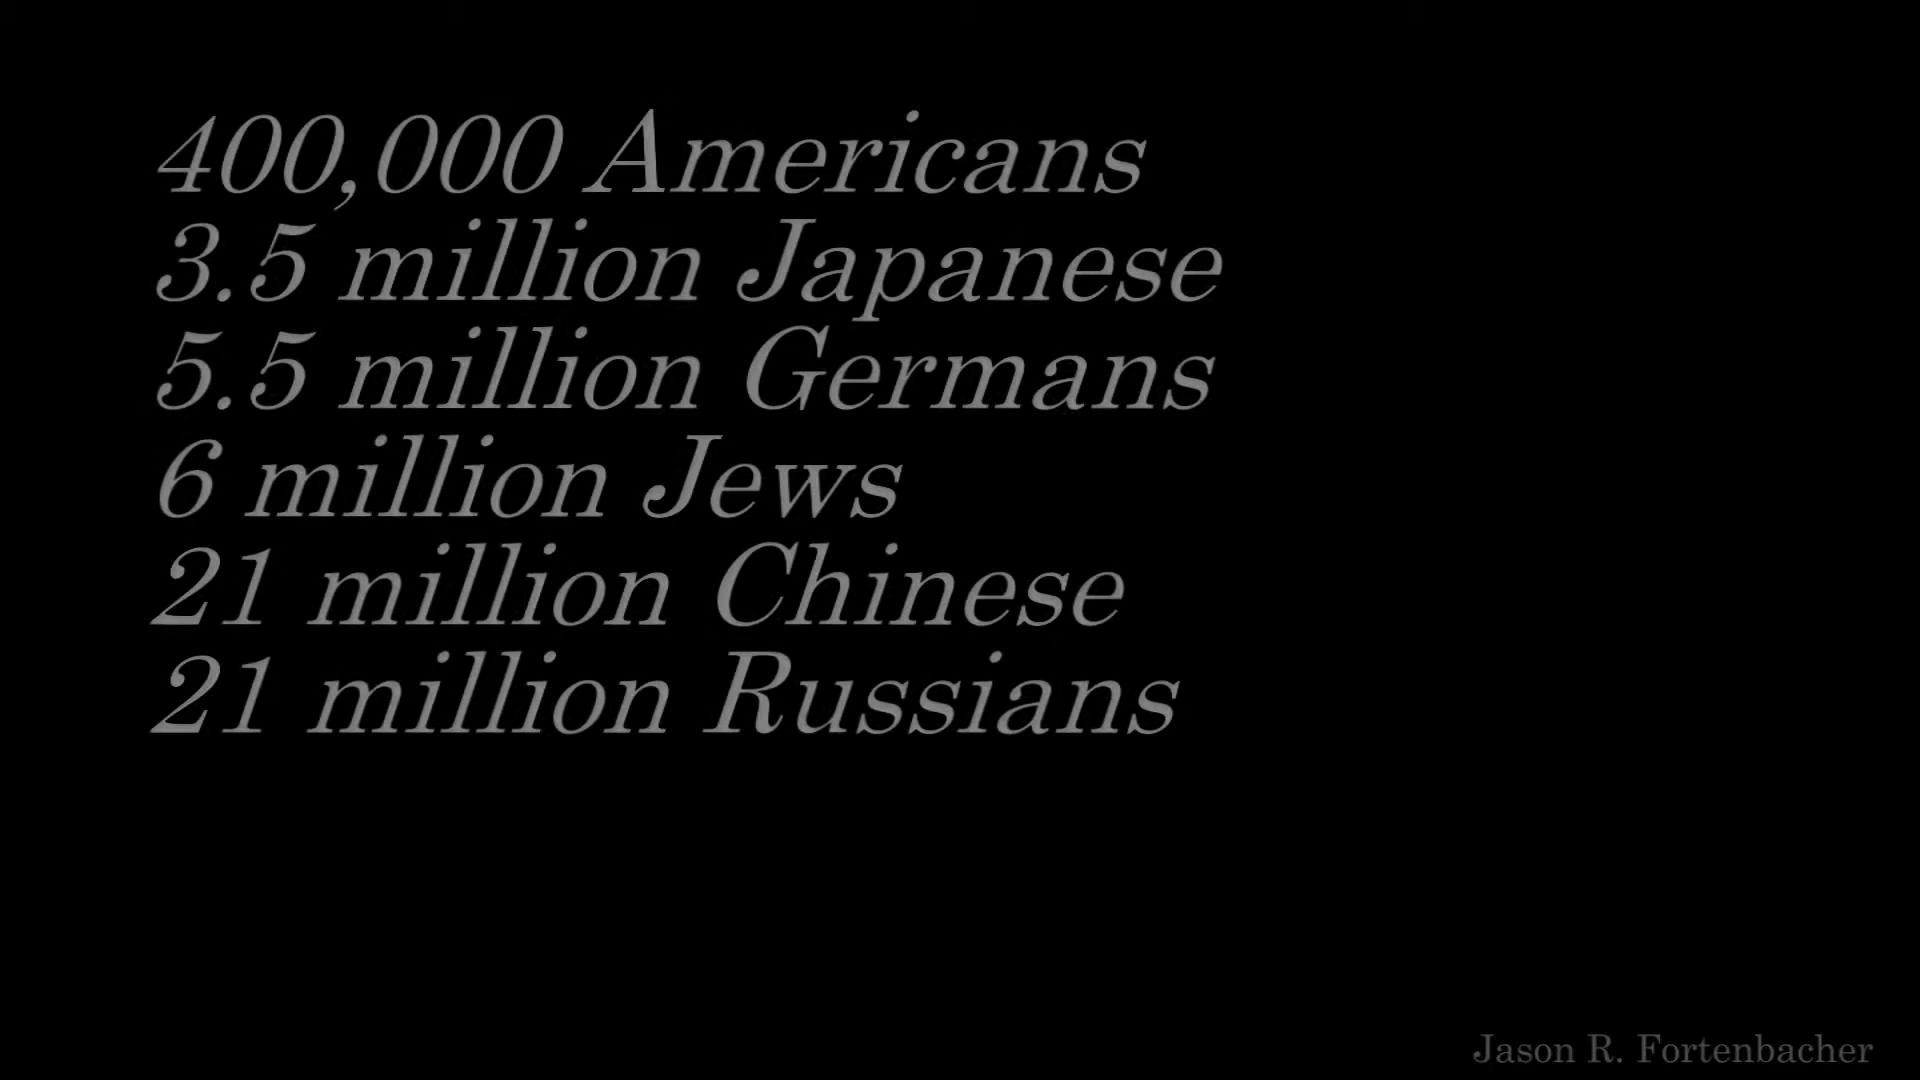 400,000 Americans
3.5 million Japanese
5.5 million Germans
6 million Jews
21 million Chinese
21 million Russians
Jason R. Fortenbacher